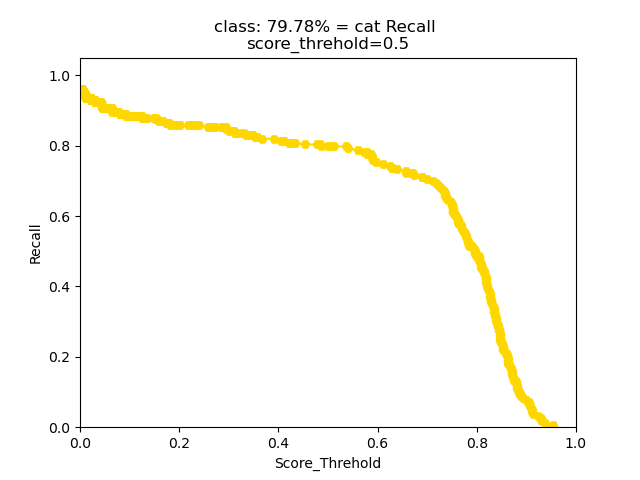 class: 79.78% = cat Recall
score_threhold=0.5
1.0
0.8
0.6
0.4
0.2
0.0
Recall
0.0 0.2 0.4 0.6 0.8 1.0
Score_Threhold